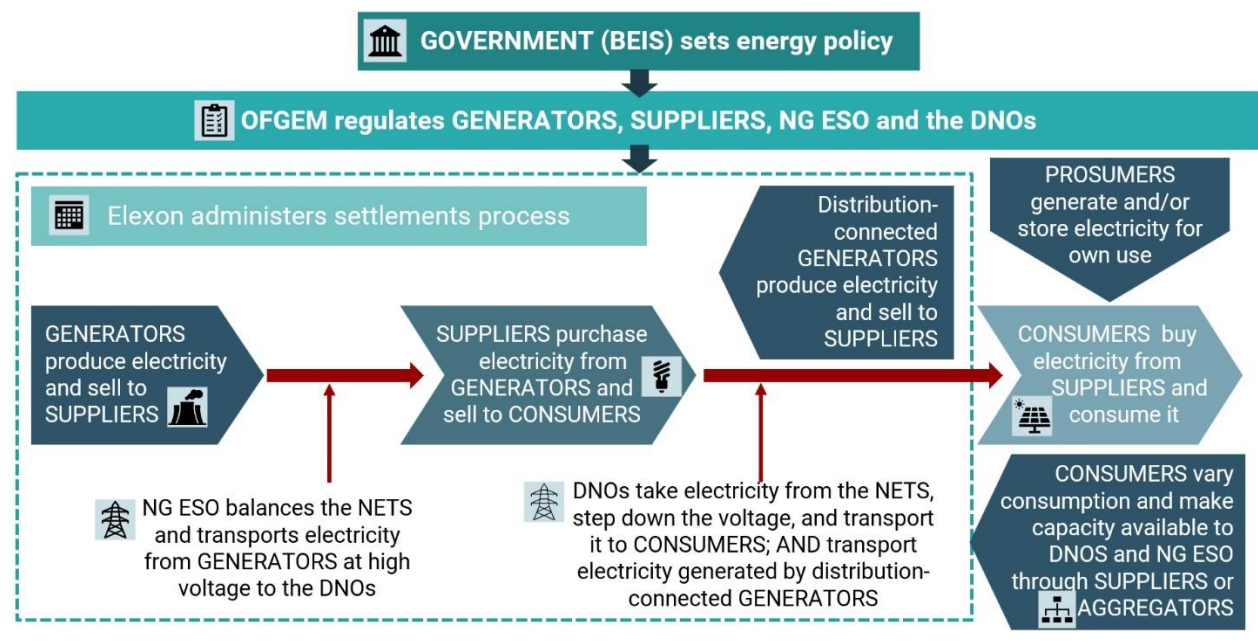 GOVERNMENT (BEIS) sets energy policy
OFGEM regulates GENERATORS, SUPPLIERS, NG ESO and the DNOs
Elexon administers settlements process
Distribution-
connected
GENERATORS
produce electricity
and sell to
SUPPLIERS
PROSUMERS
generate and/or
store electricity for
own use
GENERATORS
produce electricity
and sell to
SUPPLIERS
SUPPLIERS purchase
electricity from
GENERATORS and
sell to CONSUMERS
CONSUMERS buy
electricity from
SUPPLIERS and
consume it
NG ESO balances the NETS
and transports electricity
from GENERATORS at high
voltage to the DNOs
DNOs take electricity from the NETS,
step down the voltage, and transport
it to CONSUMERS; AND transport
electricity generated by distribution-
connected GENERATORS
CONSUMERS vary
consumption and make
capacity available to
DNOS and NG ESO
through SUPPLIERS or
AGGREGATORS